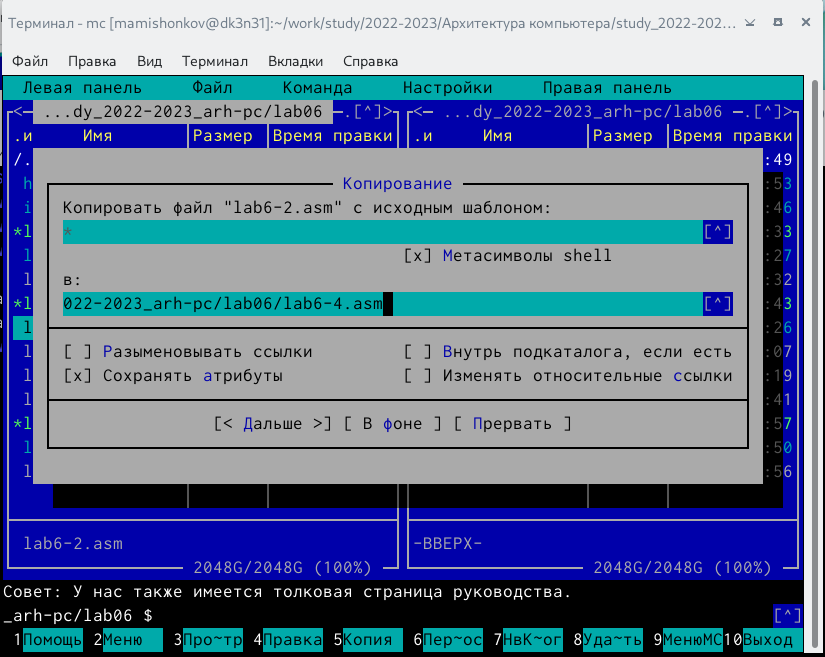 Терминал - mc [mamishonkov@dk3n31]:~/work/study/2022-2023/Архитектура компьютера/study_2022-202...
Файл Правка Вид Терминал Вкладки Справка
Левая панель Файл Команда Настройки Правая панель
<— ...dy_2022-2023_arh-pc/lab06 —.[^]> <— ...dy_2022-2023_arh-pc/lab06 —.[^]>
.и Имя Размер Время правки .и Имя Размер Время правки
/. :49
h Копирование :53
i Копировать файл "lab6-2.asm" с исходным шаблоном: :46
*l * [^] :33
l [x] Метасимволы shell :27
l в: :32
*l 022-2023_arh-pc/lab06/lab6-4.asm [^] :43
l :26
l [ ] Разыменовывать ссылки [ ] Внутрь подкаталога, если есть :07
l [x] Сохранять атрибуты [ ] Изменять относительные ссылки :19
l :41
*l [< Дальше >] [ В фоне ] [ Прервать ] :57
l :50
l :56
lab6-2.asm -ВВЕРХ-
2048G/2048G (100%) 2048G/2048G (100%)
Совет: У нас также имеется толковая страница руководства.
_arh-pc/lab06 $ [^]
1Помощь 2Меню 3Про~тр 4Правка 5Копия 6Пер~ос 7НвК~ог 8Уда~ть 9МенюMC 10Выход